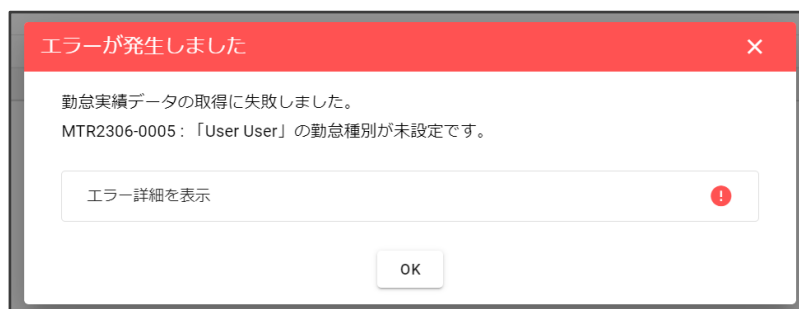 エラーが発生しました
勤怠実績データの取得に失敗しました。
MTR2306-0005 : 「User User」の勤怠種別が未設定です。
エラー詳細を表示
OK